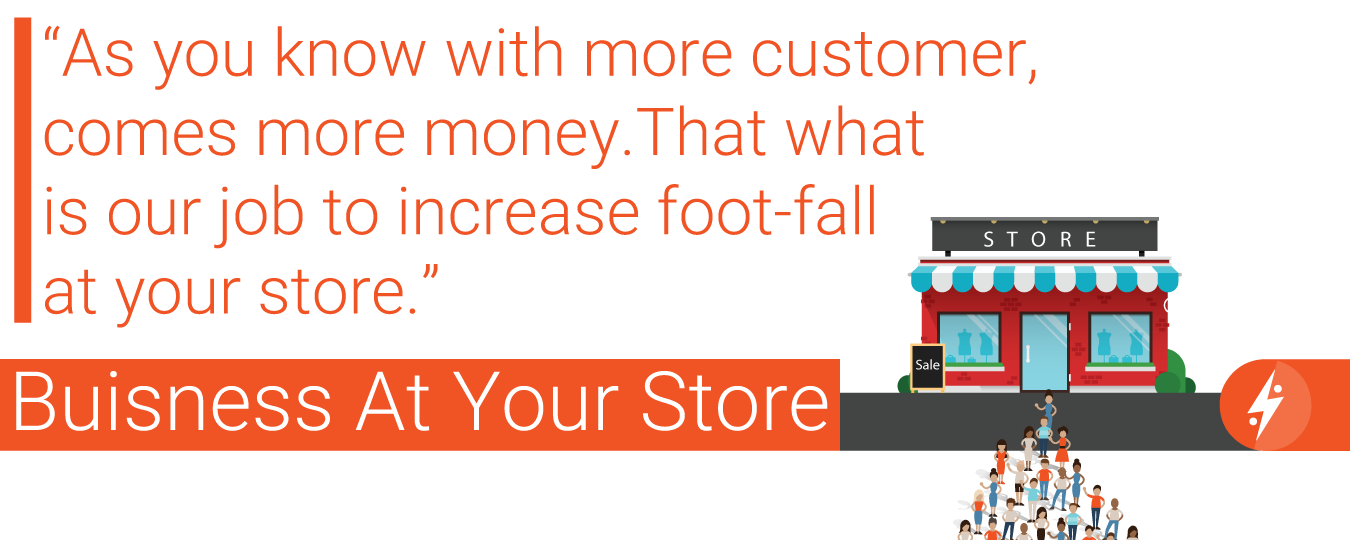 “As you know with more customer,
comes more money.That what
is our job to increase foot-fall
at your store.”
STORE
Sale
Buisness At Your Store